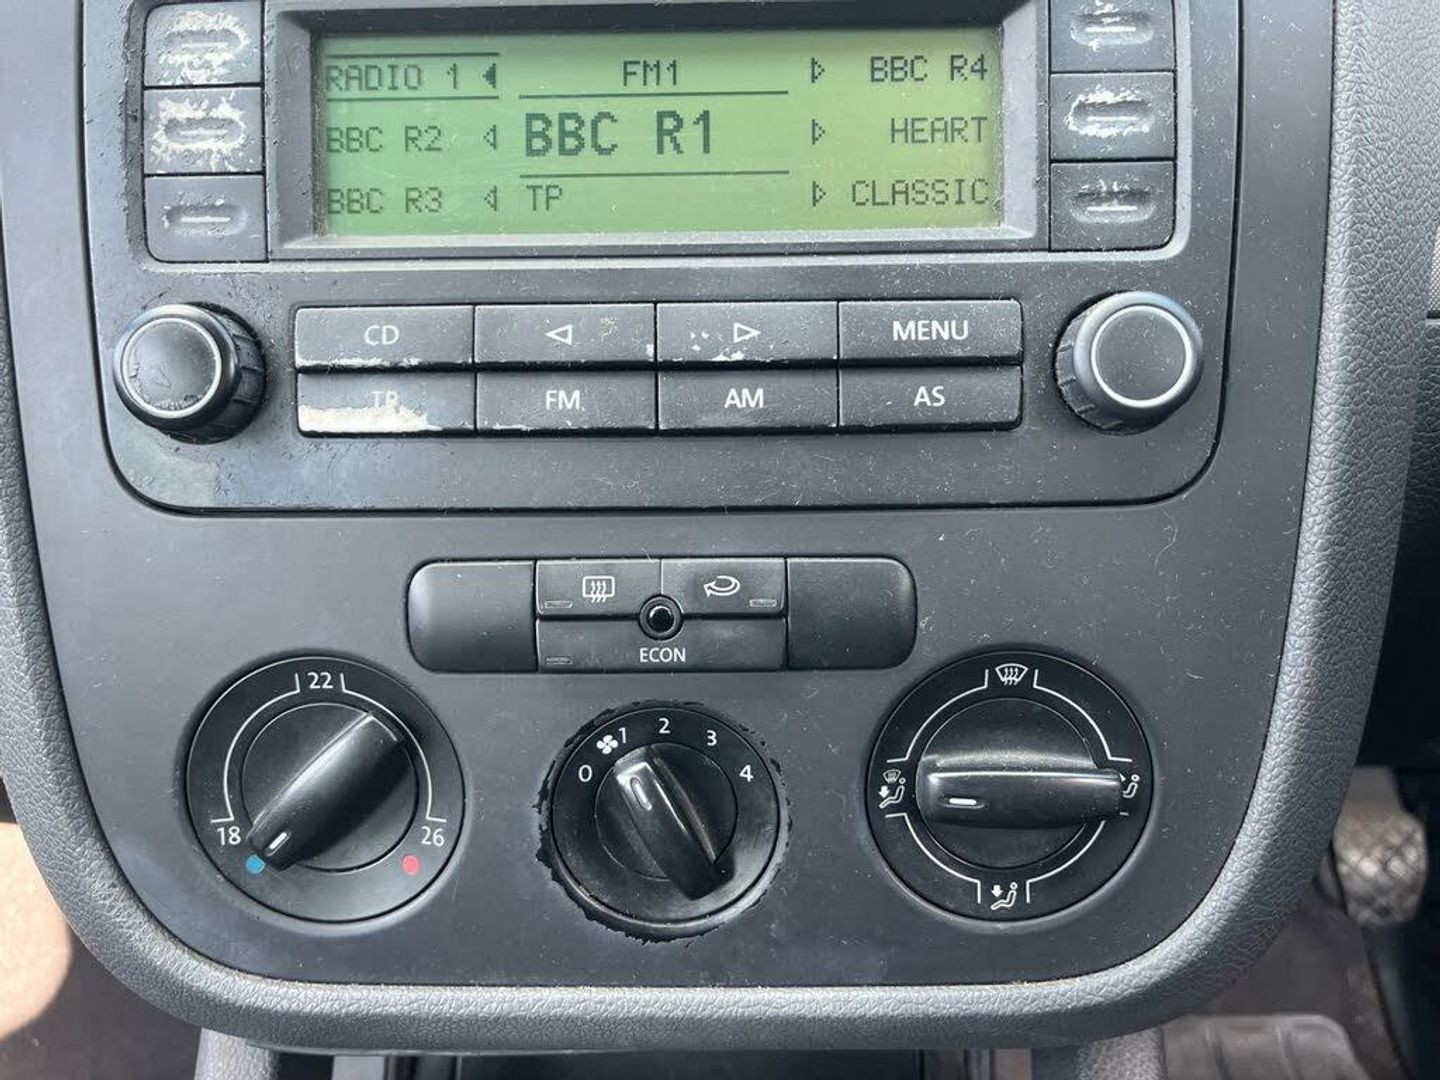 RADIO 1 FM1 BBC R4
BBC R2 BBC R1 HEART
BBC R3 TP CLASSIC
CD MENU
TP FM AM AS
ECON
22
18 26
0 1 2 3 4